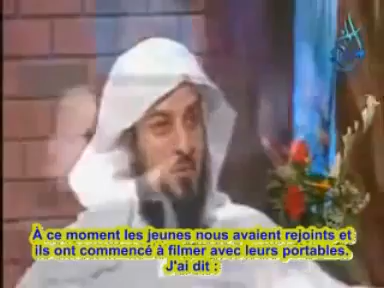 À ce moment les jeunes nous avaient rejoints et
ils ont commencé à filmer avec leurs portables.
J'ai dit :